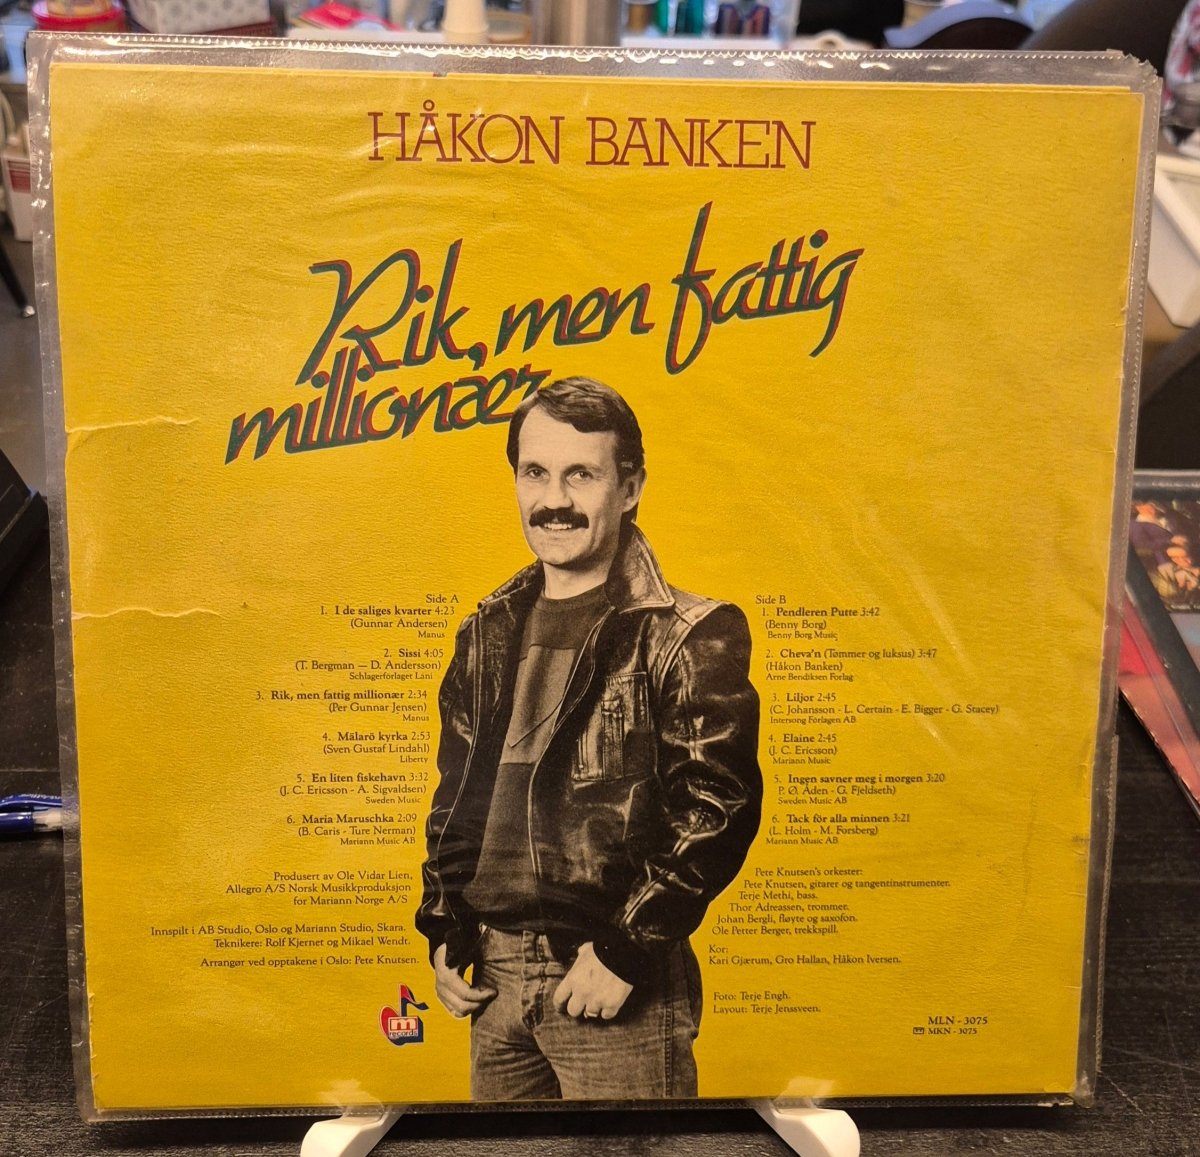 HÅKON BANKEN
Rik, men fattig
millionær
Side A
1. I de saliges kvarter 4:23
(Gunnar Andersen)
Manus
2. Sissi 4:05
(T. Bergman — D. Andersson)
Schlagerförlaget Lani
3. Rik, men fattig millionær 2:34
(Per Gunnar Jensen)
Manus
4. Mälarö kyrka 2:53
(Sven Gustaf Lindahl)
Liberty
5. En liten fiskehavn 3:32
(J. C. Ericsson - A. Sigvaldsen)
Sweden Music
6. Maria Maruschka 2:09
(B. Caris - Ture Nerman)
Mariann Music AB
Produsert av Ole Vidar Lien,
Allegro A/S Norsk Musikkproduksjon
for Mariann Norge A/S
Innspilt i AB Studio, Oslo og Mariann Studio, Skara.
Teknikere: Rolf Kjernet og Mikael Wendt.
Arrangør ved opptakene i Oslo: Pete Knutsen.
m
records
Side B
1. Pendleren Putte 3:42
(Benny Borg)
Benny Borg Music
2. Cheva'n (Tømmer og luksus) 3:47
(Håkon Banken)
Arne Bendiksen Forlag
3. Liljor 2:45
(C. Johansson - L. Certain - E. Bigger - G. Stacey)
Intersong Förlagen AB
4. Elaine 2:45
(J. C. Ericsson)
Mariann Music
5. Ingen savner meg i morgen 3:20
P. Ø. Aden - G. Fjeldseth)
Sweden Music AB
6. Tack för alla minnen 3:21
(L. Holm - M. Forsberg)
Mariann Music AB
Pete Knutsen's orkester:
Pete Knutsen, gitarer og tangentinstrumenter.
Terje Methi, bass.
Thor Adreassen, trommer.
Johan Bergli, fløyte og saxofon.
Ole Petter Berger, trekkspill.
Kor:
Kari Gjærum, Gro Hallan, Håkon Iversen.
Foto: Terje Engh.
Layout: Terje Jenssveen.
MLN - 3075
MKN - 3075